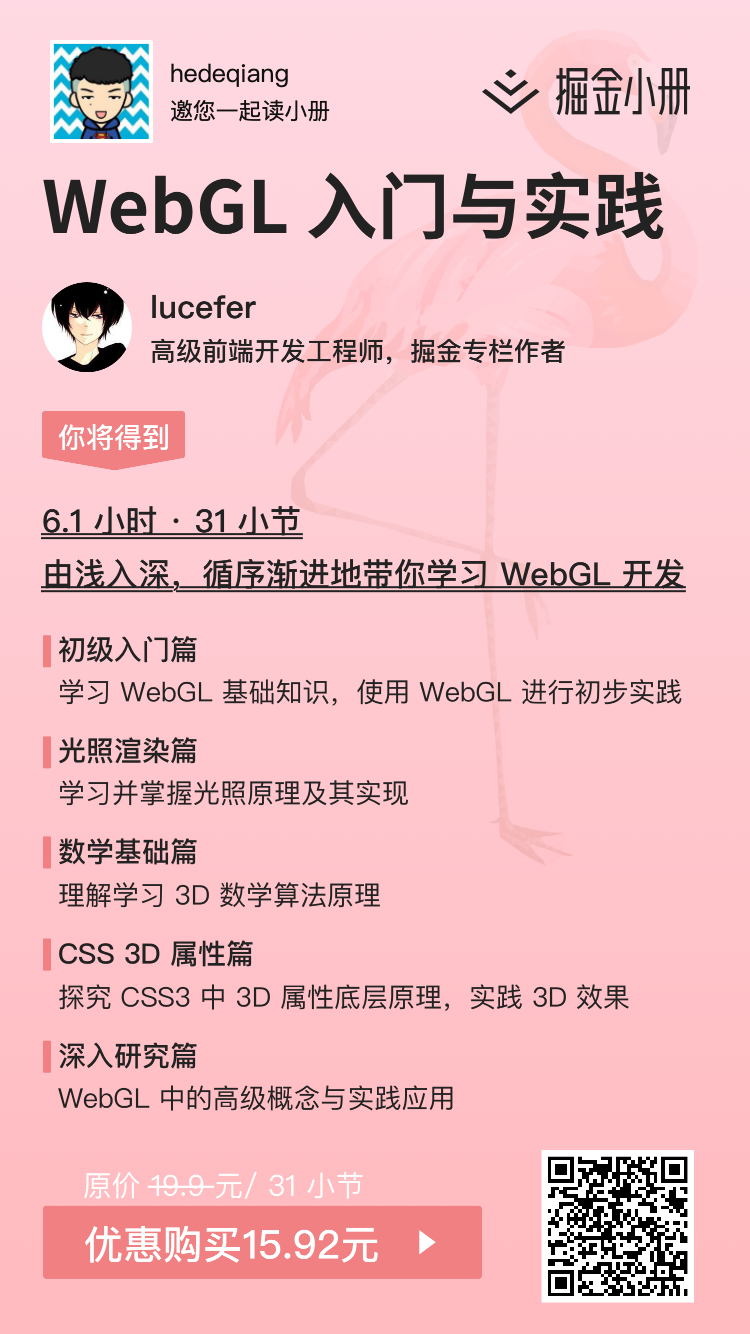 hedeqiang
邀您一起读小册
掘金小册
WebGL 入门与实践
lucefer
高级前端开发工程师，掘金专栏作者
你将得到
6.1 小时 · 31 小节
由浅入深，循序渐进地带你学习 WebGL 开发
初级入门篇
学习 WebGL 基础知识，使用 WebGL 进行初步实践
光照渲染篇
学习并掌握光照原理及其实现
数学基础篇
理解学习 3D 数学算法原理
CSS 3D 属性篇
探究 CSS3 中 3D 属性底层原理，实践 3D 效果
深入研究篇
WebGL 中的高级概念与实践应用
原价 19.9 元/ 31 小节
优惠购买15.92元